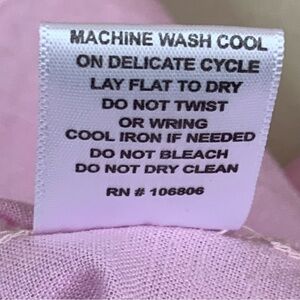 MACHINE WASH COOL
ON DELICATE CYCLE
LAY FLAT TO DRY
DO NOT TWIST
OR WRING
COOL IRON IF NEEDED
DO NOT BLEACH
DO NOT DRY CLEAN
RN # 106806